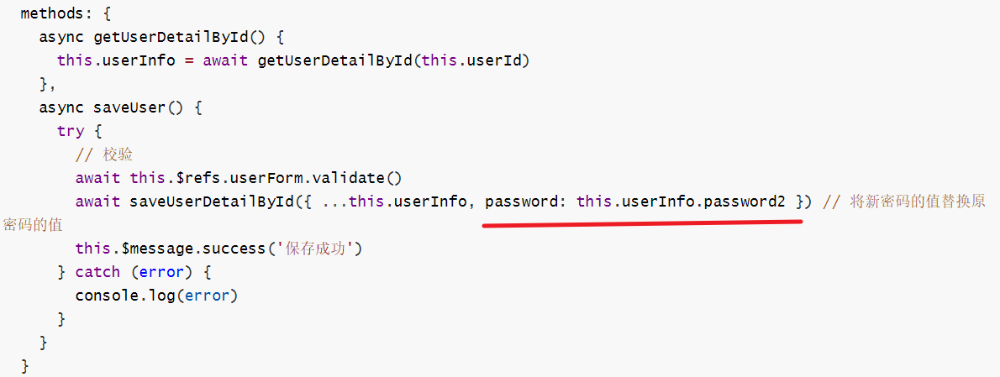 methods: {
async getUserDetailById() {
this.userInfo = await getUserDetailById(this.userId)
},
async saveUser() {
try {
// 校验
await this.$refs.userForm.validate()
await saveUserDetailById({ ...this.userInfo, password: this.userInfo.password2 }) // 将新密码的值替换原
密码的值
this.$message.success('保存成功')
} catch (error) {
console.log(error)
}
}
}